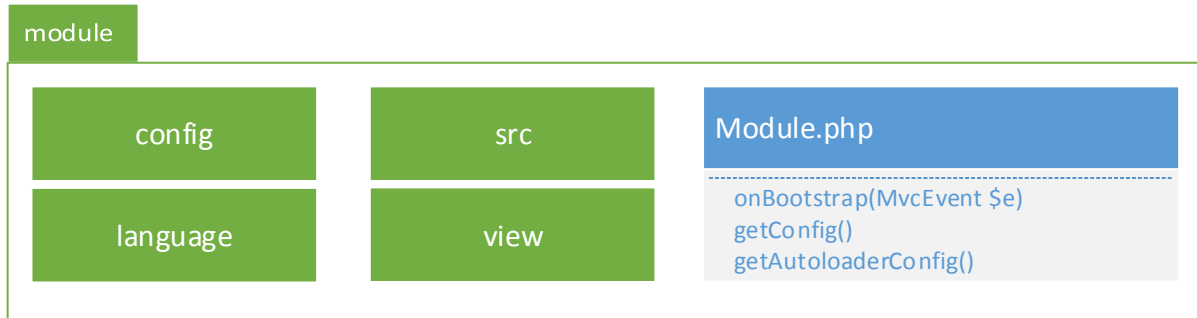 module
config
src
language
view
Module.php
onBootstrap(MvcEvent $e)
getConfig()
getAutoloaderConfig()